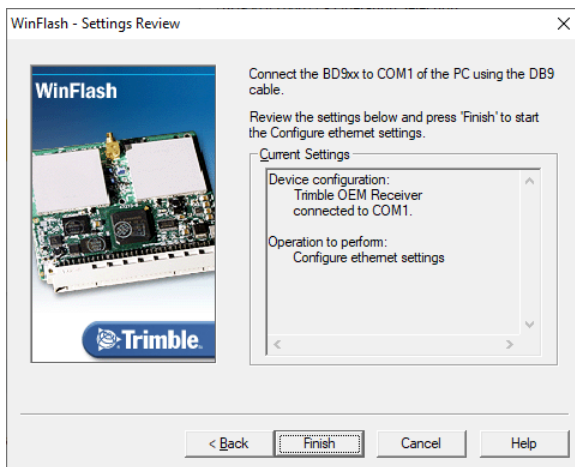 WinFlash - Settings Review
WinFlash
Trimble.
Connect the BD9xx to COM1 of the PC using the DB9
cable.
Review the settings below and press 'Finish' to start
the Configure ethernet settings.
Current Settings
Device configuration:
Trimble OEM Receiver
connected to COM1.
Operation to perform:
Configure ethernet settings
< Back
Finish
Cancel
Help